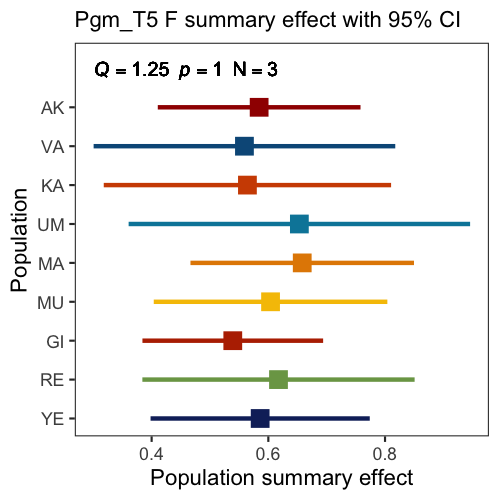 Pgm_T5 F summary effect with 95% CI
Q = 1.25 p = 1 N = 3
Population
AK
VA
KA
UM
MA
MU
GI
RE
YE
0.4 0.6 0.8
Population summary effect